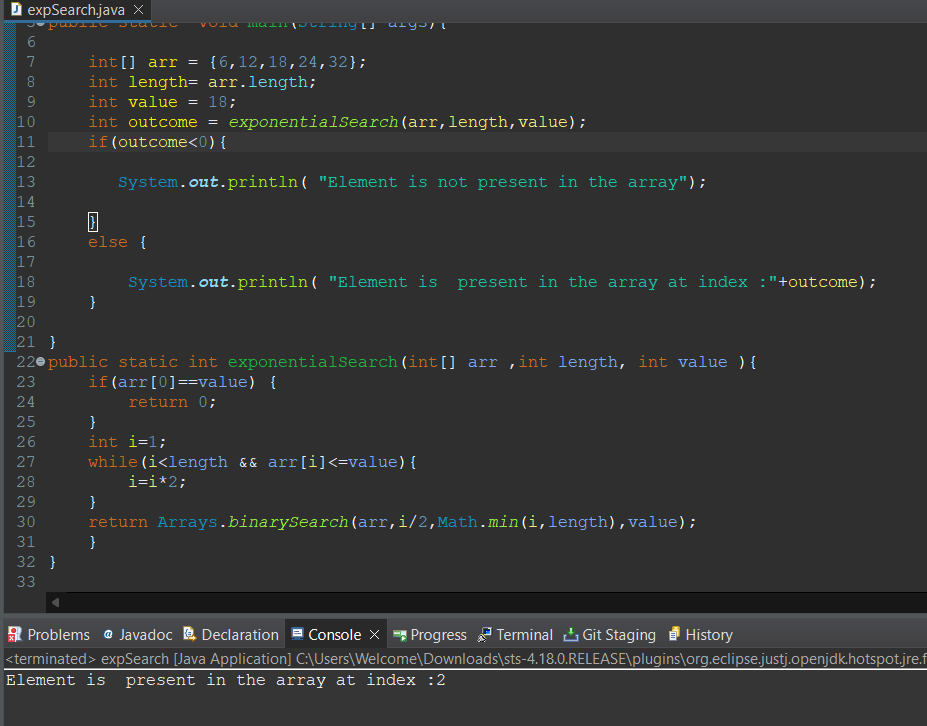 expSearch.java
5 public static void main(String[] args){
6
7 int[] arr = {6,12,18,24,32};
8 int length= arr.length;
9 int value = 18;
10 int outcome = exponentialSearch(arr,length,value);
11 if(outcome<0){
12
13 System.out.println( "Element is not present in the array");
14
15 }
16 else {
17
18 System.out.println( "Element is  present in the array at index :"+outcome);
19 }
20
21 }
22 public static int exponentialSearch(int[] arr ,int length, int value ){
23 if(arr[0]==value) {
24 return 0;
25 }
26 int i=1;
27 while(i<length && arr[i]<=value){
28 i=i*2;
29 }
30 return Arrays.binarySearch(arr,i/2,Math.min(i,length),value);
31 }
32 }
33
Problems @ Javadoc Declaration Console Progress Terminal Git Staging History
<terminated> expSearch [Java Application] C:\Users\Welcome\Downloads\sts-4.18.0.RELEASE\plugins\org.eclipse.justj.openjdk.hotspot.jre.f
Element is  present in the array at index :2